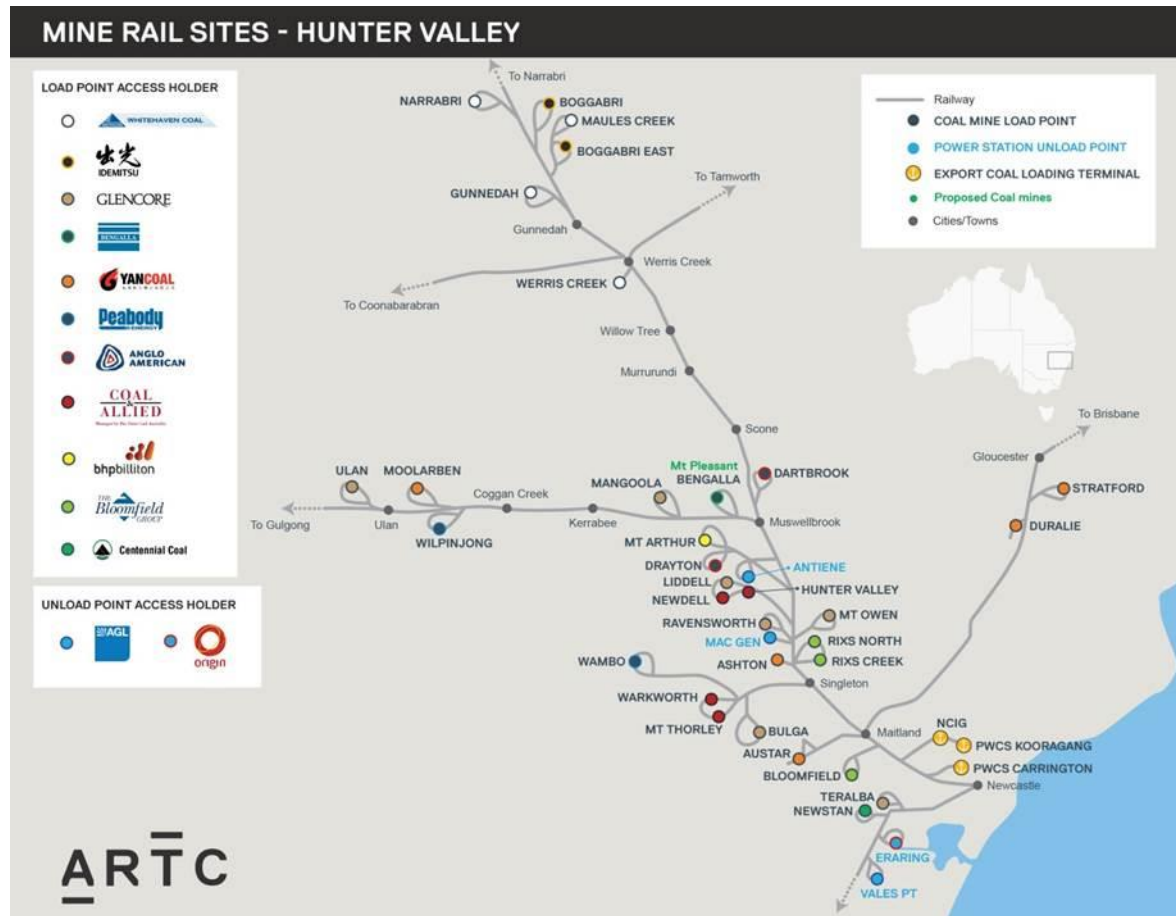 MINE RAIL SITES - HUNTER VALLEY
LOAD POINT ACCESS HOLDER
WHITEHAVEN COAL
出光
IDEMITSU
GLENCORE
BENGALLA
YANCOAL
Peabody
ENERGY
ANGLO
AMERICAN
COAL
&
ALLIED
bhpbilliton
THE
Bloomfield
GROUP
Centennial Coal
UNLOAD POINT ACCESS HOLDER
AGL
origin
Railway
COAL MINE LOAD POINT
POWER STATION UNLOAD POINT
EXPORT COAL LOADING TERMINAL
Proposed Coal mines
Cities/Towns
To Narrabri
NARRABRI
BOGGABRI
MAULES CREEK
BOGGABRI EAST
To Tamworth
GUNNEDAH
Gunnedah
Werris Creek
WERRIS CREEK
To Coonabarabran
Willow Tree
Murrurundi
Scone
To Brisbane
Gloucester
STRATFORD
DURALIE
ULAN
MOOLARBEN
Coggan Creek
MANGOOLA
Mt Pleasant
BENGALLA
DARTBROOK
To Gulgong
Ulan
WILPINJONG
Kerrabee
Muswellbrook
MT ARTHUR
DRAYTON
ANTIENE
LIDDELL
HUNTER VALLEY
NEWDELL
RAVENSWORTH
MT OWEN
MAC GEN
RIXS NORTH
ASHTON
RIXS CREEK
WAMBO
Singleton
WARKWORTH
MT THORLEY
BULGA
AUSTAR
Maitland
NCIG
PWCS KOORAGANG
BLOOMFIELD
PWCS CARRINGTON
Newcastle
TERALBA
NEWSTAN
ERARING
VALES PT
ARTC